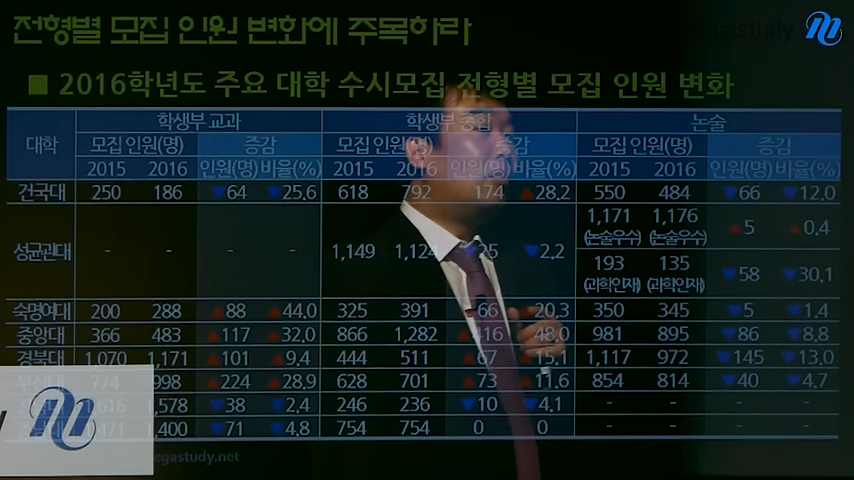 전형별 모집 인원 변화에 주목하라
■ 2016학년도 주요 대학 수시모집 전형별 모집 인원 변화
대학 학생부 교과 학생부 종합 논술
모집 인원(명) 증감 모집 인원(명) 증감 모집 인원(명) 증감
2015 2016 인원(명) 비율(%) 2015 2016 인원(명) 비율(%) 2015 2016 인원(명) 비율(%)
건국대 250 186 ▼64 ▼25.6 618 792 174 ▲28.2 550 484 ▼66 ▼12.0
성균관대 - - - - 1,149 1,124 ▼25 ▼2.2
1,171 (논술우수) 1,176 (논술우수) ▲5 ▲0.4
193 (과학인재) 135 (과학인재) ▼58 ▼30.1
숙명여대 200 288 ▲88 ▲44.0 325 391 66 ▲20.3 350 345 ▼5 ▼1.4
중앙대 366 483 ▲117 ▲32.0 866 1,282 ▲416 ▲48.0 981 895 ▼86 ▼8.8
경북대 1,070 1,171 ▲101 ▲9.4 444 511 ▲67 ▲15.1 1,117 972 ▼145 ▼13.0
부산대 774 998 ▲224 ▲28.9 628 701 ▲73 ▲11.6 854 814 ▼40 ▼4.7
1,616 1,578 ▼38 ▼2.4 246 236 ▼10 ▼4.1 - - - -
1,471 1,400 ▼71 ▼4.8 754 754 0 0 - - - -
egastudy.net